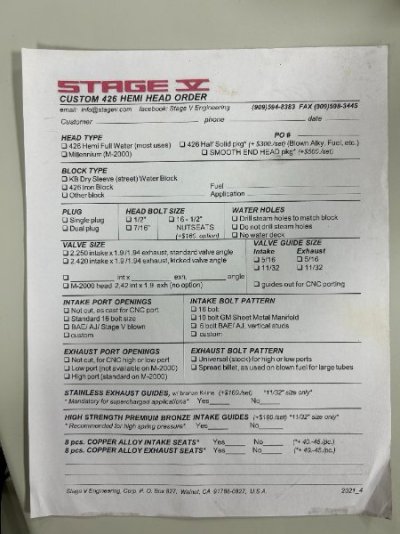 STAGE V
CUSTOM 426 HEMI HEAD ORDER
email: info@stagev.com facebook: Stage V Engineering (909)594-8383 FAX (909)598-3445
Customer phone date
HEAD TYPE PO #
426 Hemi Full Water (most uses) 426 Half Solid pkg* (+$300./set) (Blown Alky, Fuel, etc.)
Millennium (M-2000) SMOOTH END HEAD pkg* (+$500./set)
BLOCK TYPE
KB Dry Sleeve (street) Water Block
426 Iron Block Fuel
Other block Application
PLUG HEAD BOLT SIZE WATER HOLES
Single plug 1/2" 16 - 1/2" Drill steam holes to match block
Dual plug 7/16" NUTSEATS Do not drill steam holes
(+$165. option) No water deck
VALVE SIZE VALVE GUIDE SIZE
2.250 intake x 1.9/1.94 exhaust, standard valve angle Intake Exhaust
2.420 intake x 1.9/1.94 exhaust, kicked valve angle 5/16 5/16
int x exh. angle 11/32 11/32
M-2000 head 2.42 int x 1.9 exh (no option) guides out for CNC porting
INTAKE PORT OPENINGS INTAKE BOLT PATTERN
Not cut, as cast for CNC port 16 bolt
Standard 16 bolt size 10 bolt GM Sheet Metal Manifold
BAE/ AJ/ Stage V blown 6 bolt BAE/ AJ, vertical studs
custom custom
EXHAUST PORT OPENINGS EXHAUST BOLT PATTERN
Not cut, for CNC high or low port Universal (stock) for high or low ports
Low port (not available on M-2000) Spread billet, as used on blown fuel for large tubes
High port (standard on M-2000)
STAINLESS EXHAUST GUIDES, w/ bronze liners (+$160/set) *11/32" size only*
* Mandatory for supercharged applications* Yes No
HIGH STRENGTH PREMIUM BRONZE INTAKE GUIDES (+$160/set) *11/32" size only*
* Recommended for high spring pressure* Yes No
8 pcs. COPPER ALLOY INTAKE SEATS* Yes No (*+ 40.-45./pc.)
8 pcs. COPPER ALLOY EXHAUST SEATS* Yes No (*+ 40.-45./pc.)
Stage V Engineering, Corp. P. O. Box 827, Walnut, CA 91788-0827, U.S.A. 2021_4